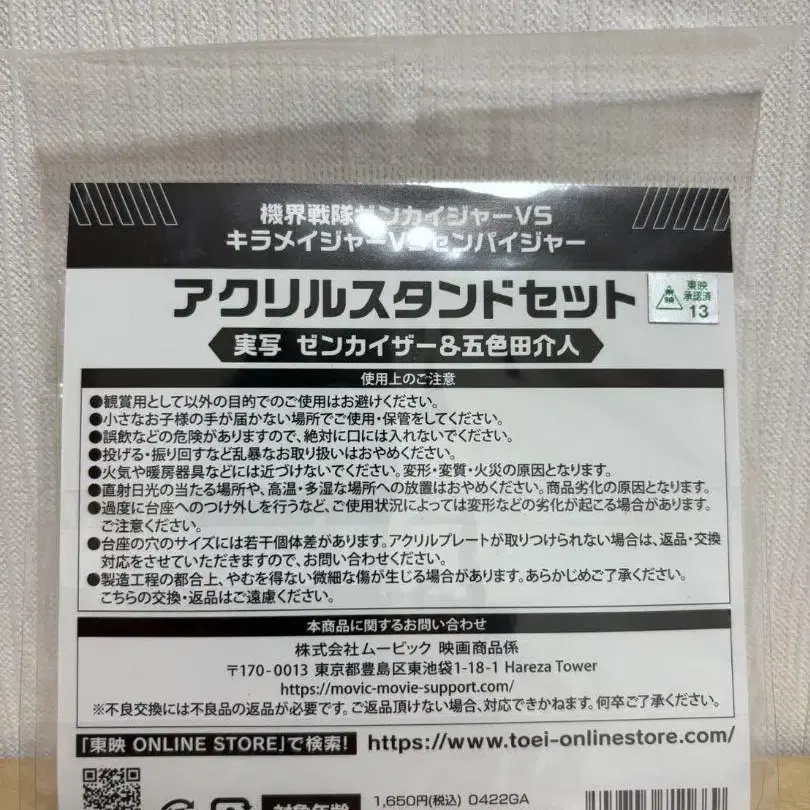 機界戦隊ゼンカイジャーVS
キラメイジャーVSセンパイジャー
アクリルスタンドセット
東映
承認済
13
実写 ゼンカイザー&五色田介人
使用上のご注意
●観賞用として以外の目的でのご使用はお避けください。
●小さなお子様の手が届かない場所でご使用・保管をしてください。
●誤飲などの危険がありますので、絶対に口には入れないでください。
●投げる・振り回すなど乱暴なお取り扱いはおやめください。
●火気や暖房器具などには近づけないでください。変形・変質・火災の原因となります。
●直射日光の当たる場所や、高温・多湿な場所への放置はおやめください。商品劣化の原因となります。
●過度に台座へのつけ外しを行うなど、ご使用状況によっては変形などの劣化が起こる場合があります。
ご注意ください。
●台座の穴のサイズには若干個体差があります。アクリルプレートが取りつけられない場合は、返品・交換
対応をさせていただきますので、お問い合わせください。
●製造工程の都合上、やむを得ない微細な傷が生じる場合があります。あらかじめご了承ください。
こちらの交換・返品はご遠慮ください。
本商品に関するお問い合わせ
株式会社ムービック 映画商品係
〒170-0013 東京都豊島区東池袋1-18-1 Hareza Tower
https://movic-movie-support.com/
※不良交換には不良品の返品が必要です。ご返品頂けない場合、対応できかねます。何卒ご了承ください。
「東映 ONLINE STORE」で検索! https://www.toei-onlinestore.com/
対象年齢
1,650円(税込) 0422GA